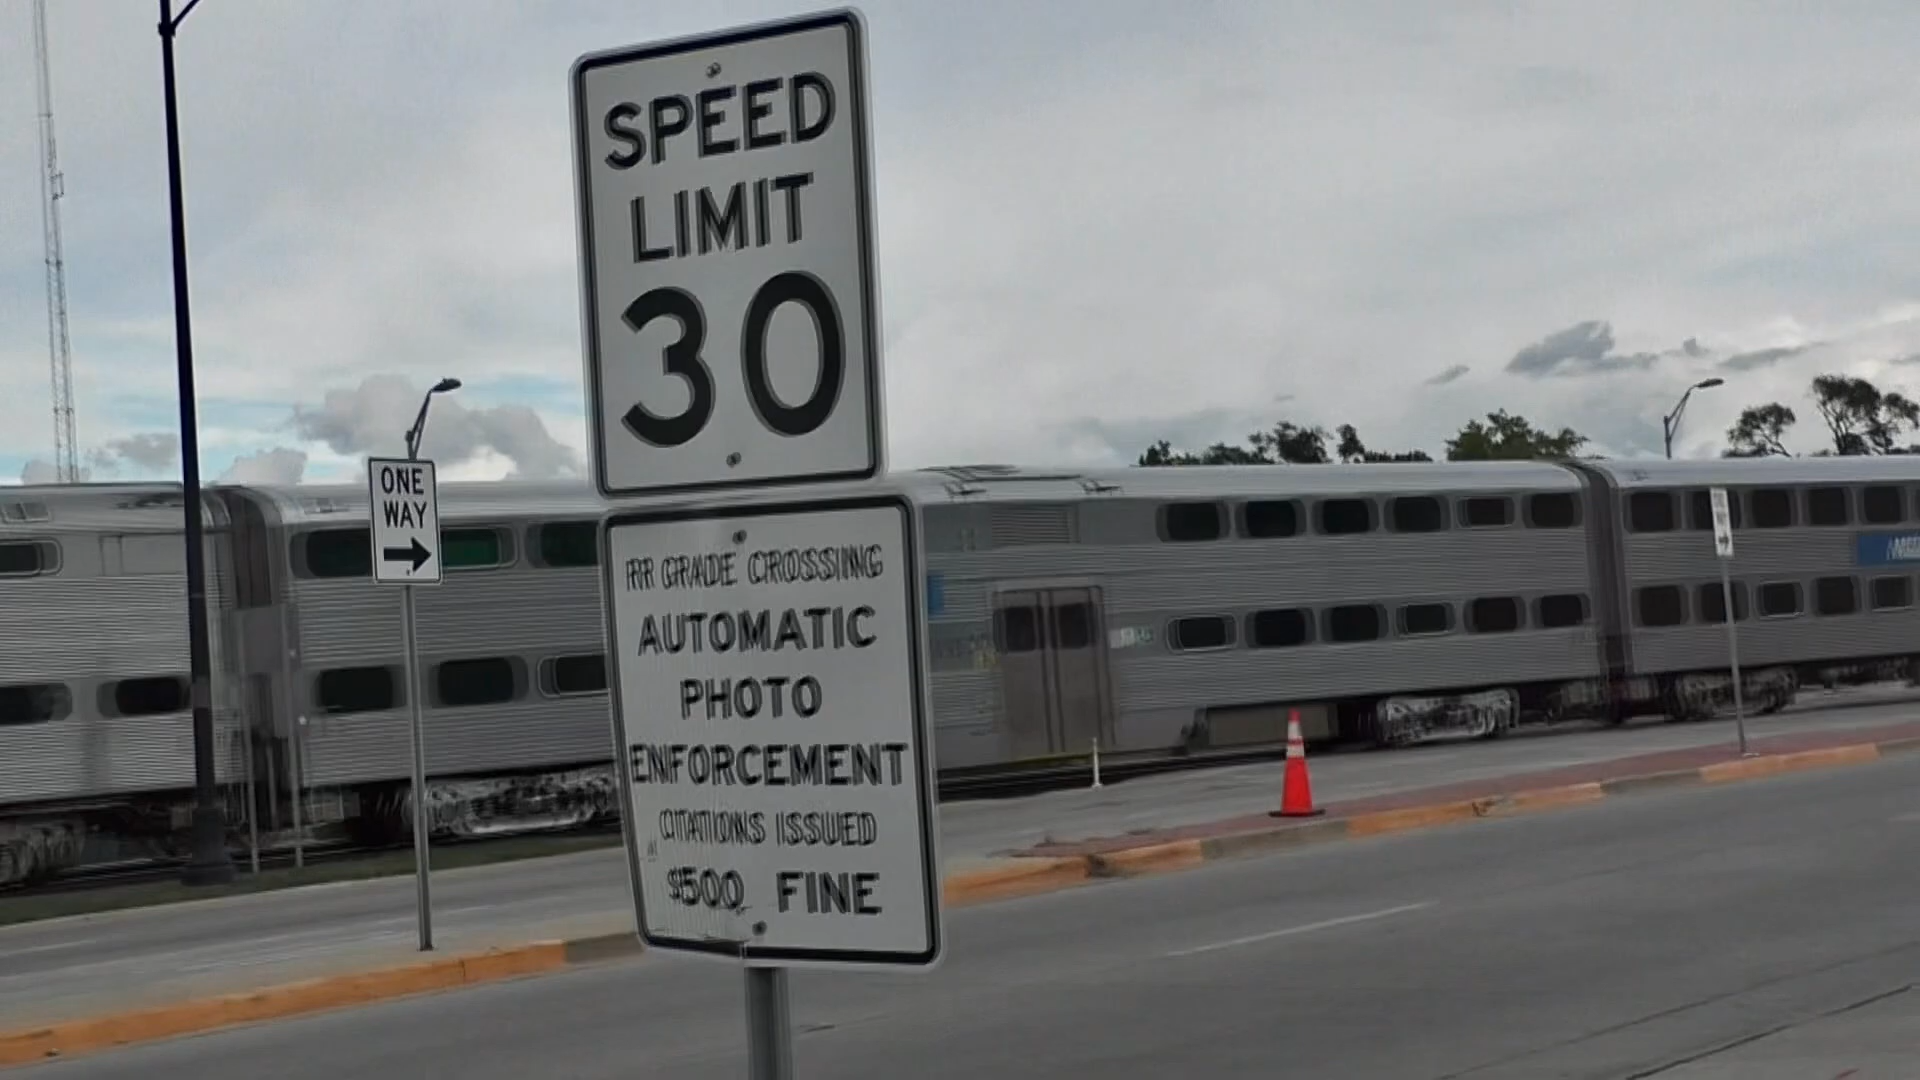 SPEED
LIMIT
30
RR GRADE CROSSING
AUTOMATIC
PHOTO
ENFORCEMENT
CITATIONS ISSUED
$500 FINE
ONE
WAY